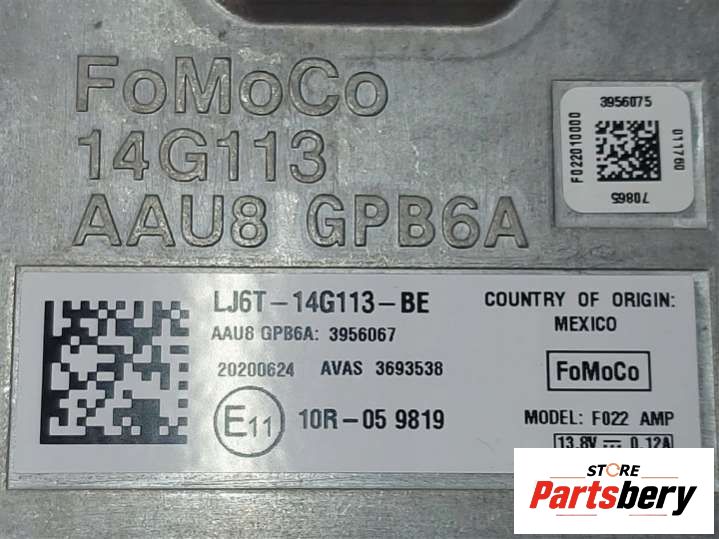 FoMoCo
14G113
AAU8 GPB6A
3956075
F022010000
011760
70865
LJ6T-14G113-BE
AAU8 GPB6A: 3956067
20200624 AVAS 3693538
E11
10R-05 9819
COUNTRY OF ORIGIN:
MEXICO
FoMoCo
MODEL: F022 AMP
13.8V ⎓ 0.12A
STORE
Partsbery